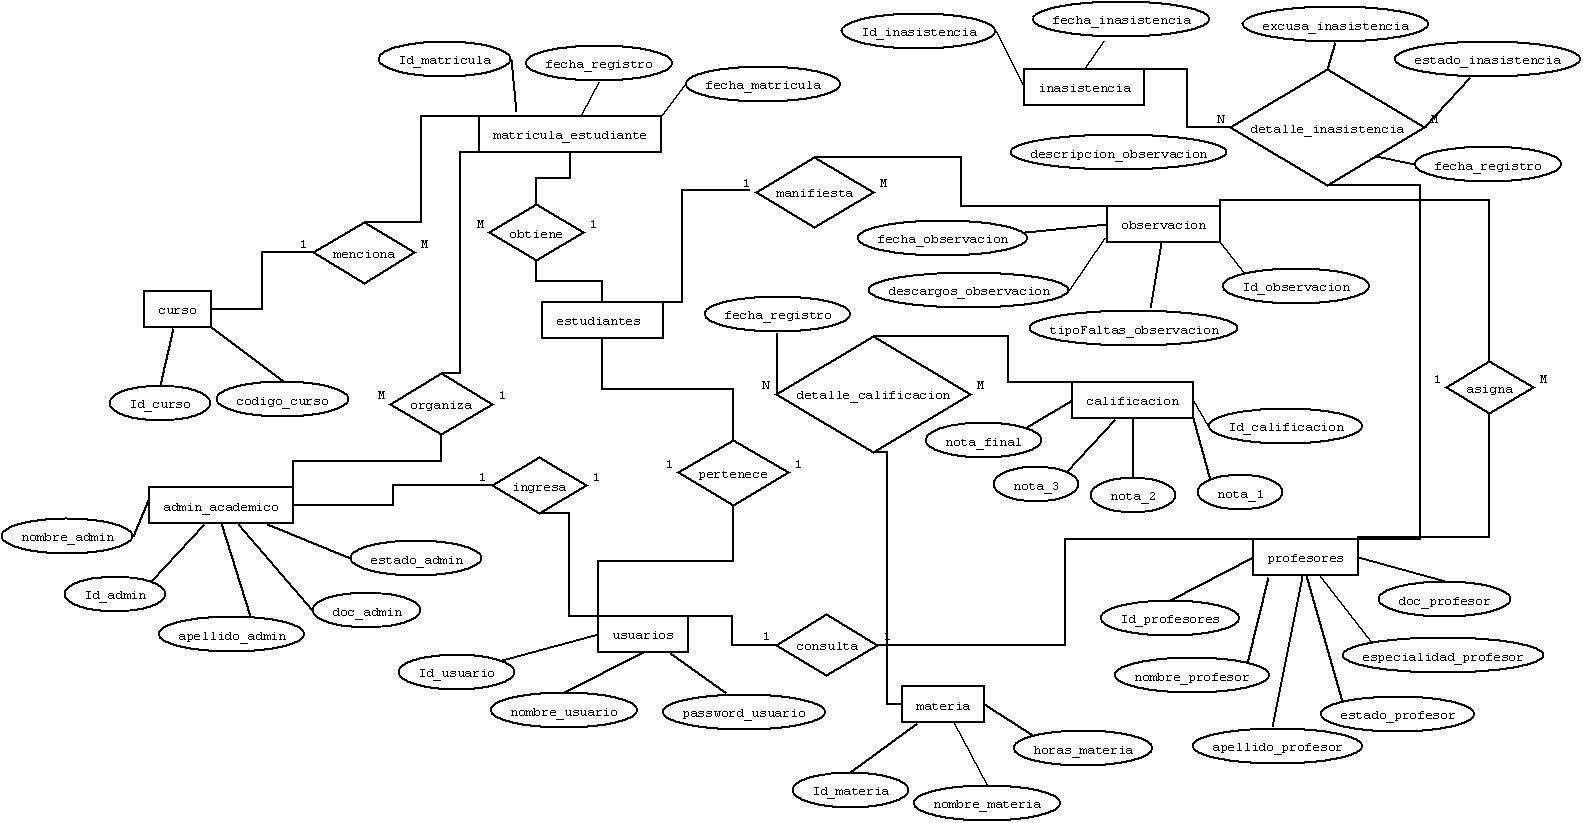 fecha_inasistencia
Id_inasistencia
excusa_inasistencia
estado_inasistencia
Id_matricula
fecha_registro
fecha_matricula
inasistencia
N
M
detalle_inasistencia
matricula_estudiante
descripcion_observacion
fecha_registro
1
M
manifiesta
M
1
obtiene
observacion
fecha_observacion
1
M
menciona
descargos_observacion
Id_observacion
curso
estudiantes
fecha_registro
tipoFaltas_observacion
N
M
detalle_calificacion
1
M
asigna
Id_curso
codigo_curso
M
1
organiza
calificacion
Id_calificacion
nota_final
1
1
pertenece
1
1
ingresa
nota_3
nota_2
nota_1
admin_academico
nombre_admin
estado_admin
profesores
Id_admin
doc_admin
apellido_admin
doc_profesor
Id_profesores
usuarios
1
1
consulta
especialidad_profesor
Id_usuario
nombre_profesor
nombre_usuario
password_usuario
materia
estado_profesor
horas_materia
apellido_profesor
Id_materia
nombre_materia